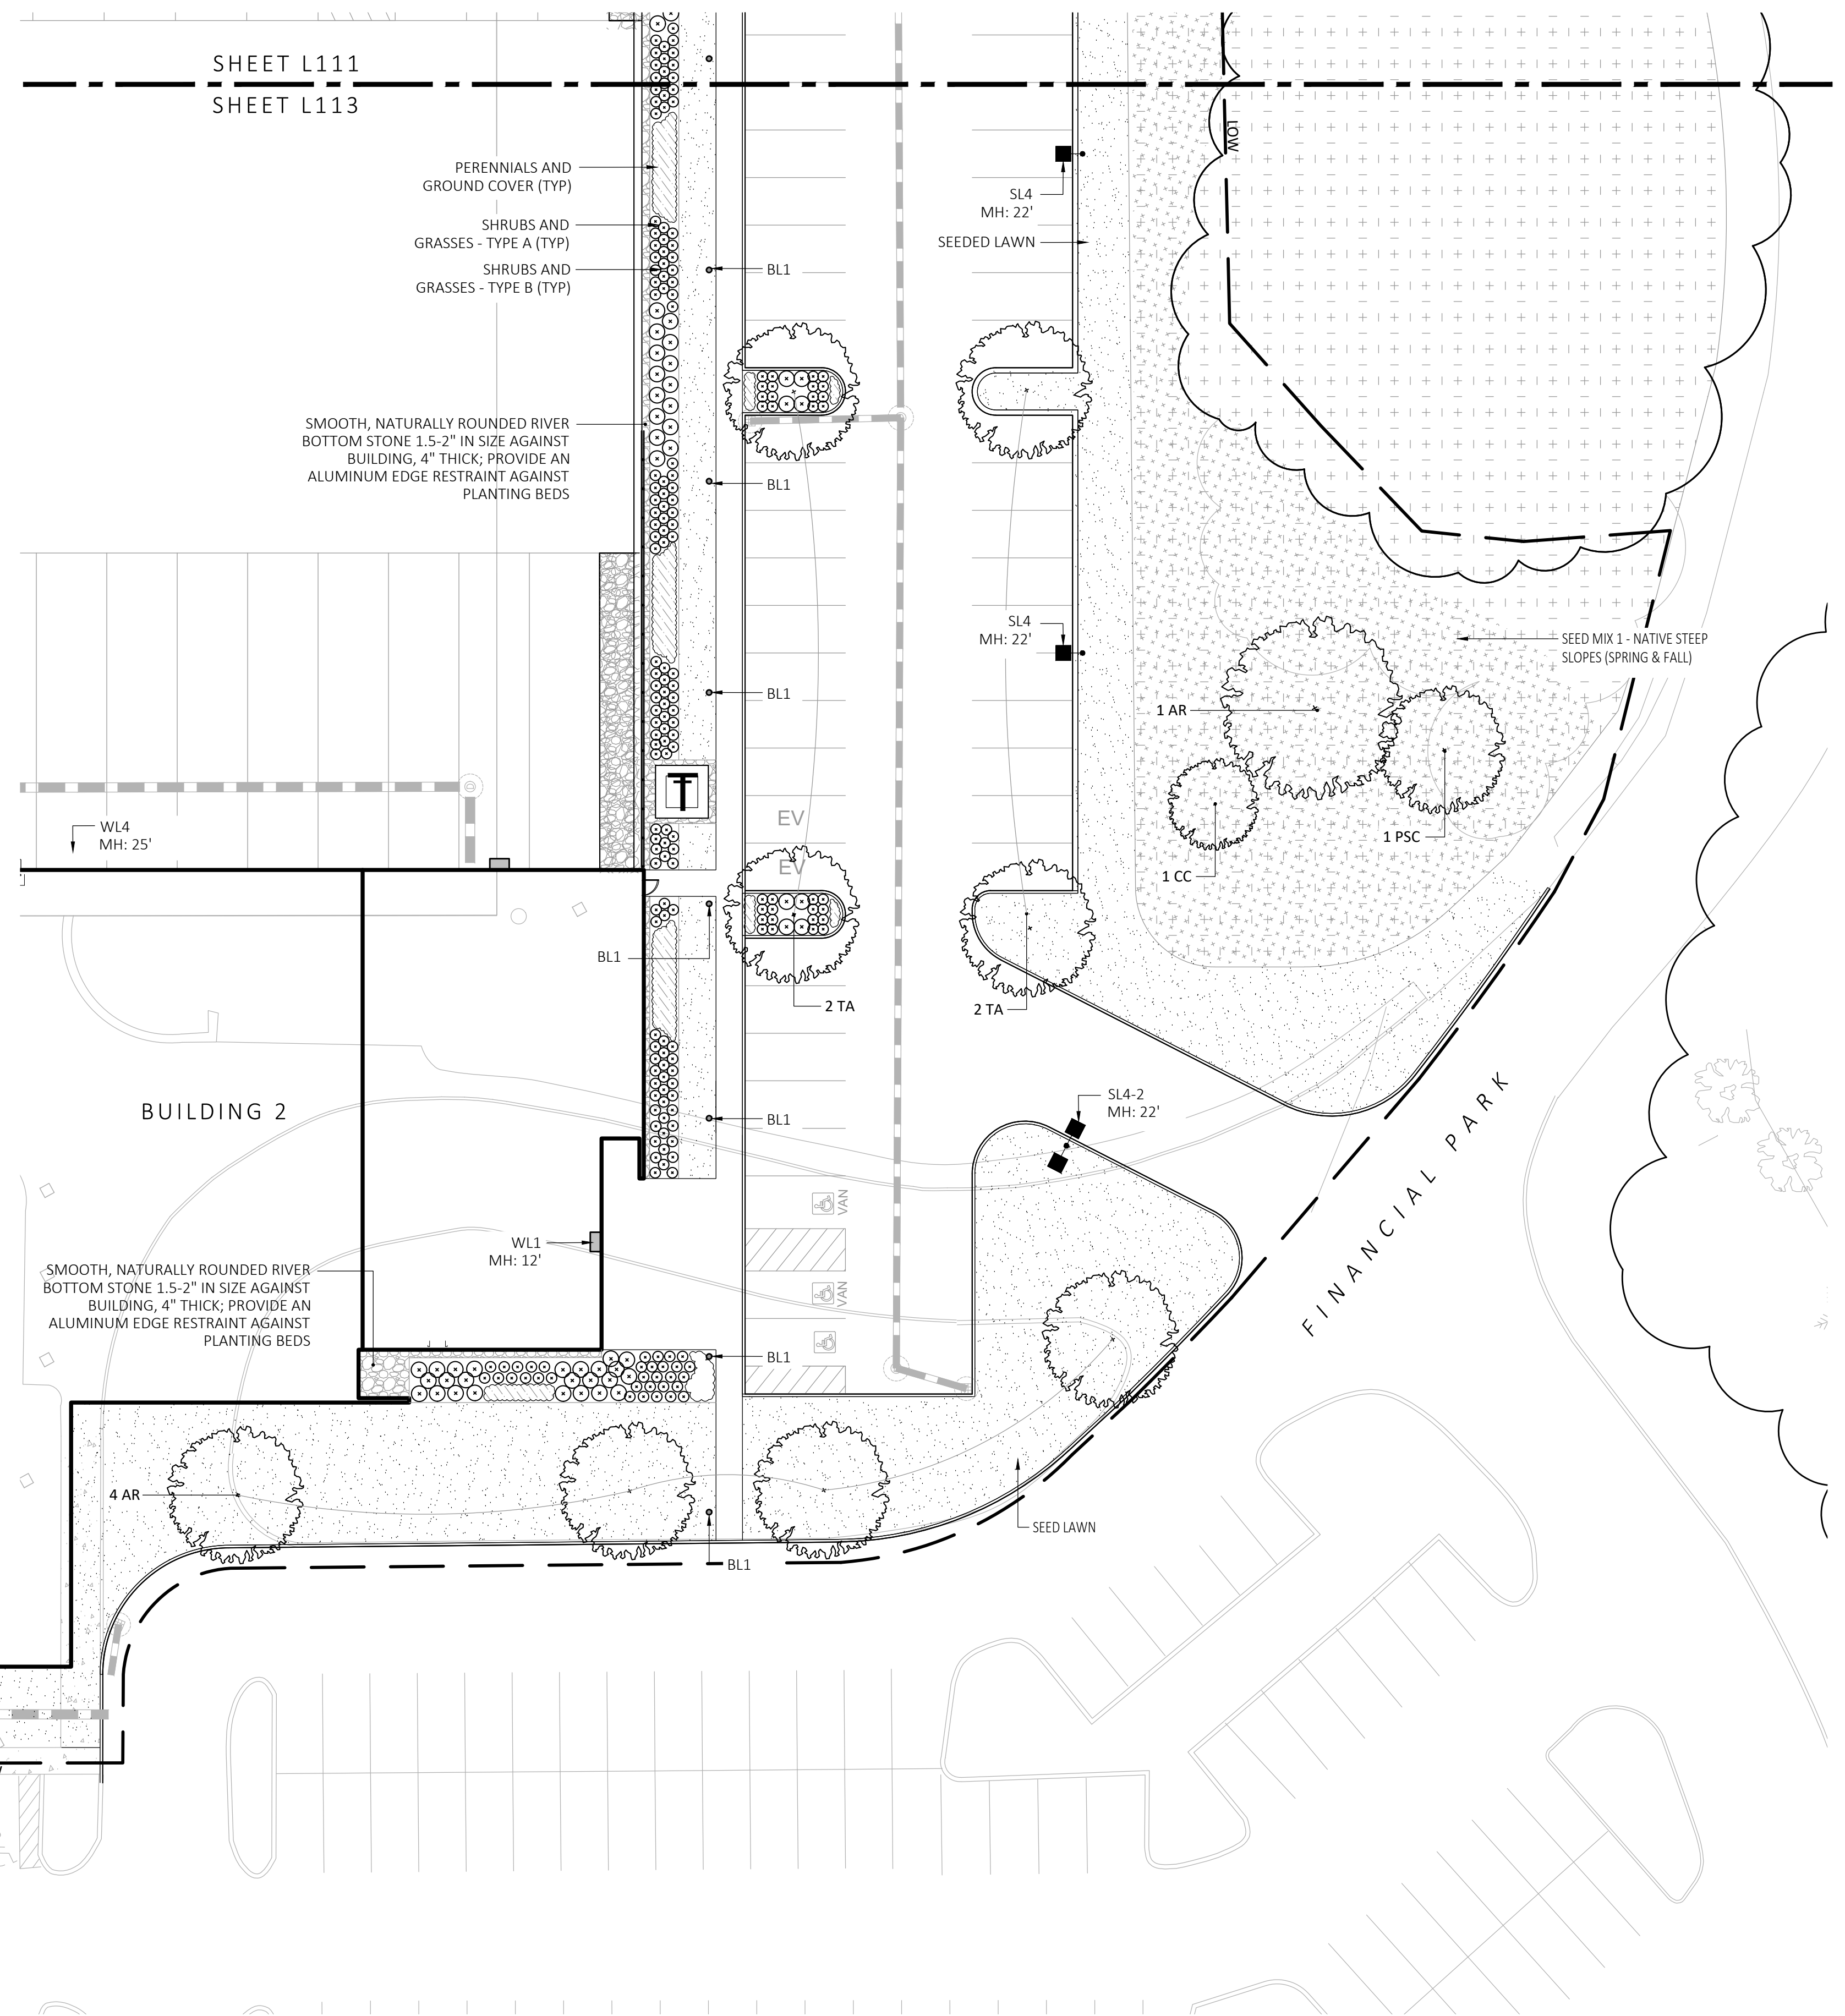 SHEET L111
SHEET L113
LOW
PERENNIALS AND
GROUND COVER (TYP)
SL4
MH: 22'
SHRUBS AND
GRASSES - TYPE A (TYP)
SEEDED LAWN
SHRUBS AND
GRASSES - TYPE B (TYP)
BL1
SMOOTH, NATURALLY ROUNDED RIVER
BOTTOM STONE 1.5-2" IN SIZE AGAINST
BUILDING, 4" THICK; PROVIDE AN
ALUMINUM EDGE RESTRAINT AGAINST
PLANTING BEDS
BL1
SL4
MH: 22'
SEED MIX 1 - NATIVE STEEP
SLOPES (SPRING & FALL)
BL1
1 AR
T
EV
WL4
MH: 25'
1 PSC
EV
1 CC
BL1
2 TA
2 TA
BUILDING 2
BL1
SL4-2
MH: 22'
FINANCIAL PARK
VAN
WL1
MH: 12'
SMOOTH, NATURALLY ROUNDED RIVER
BOTTOM STONE 1.5-2" IN SIZE AGAINST
BUILDING, 4" THICK; PROVIDE AN
ALUMINUM EDGE RESTRAINT AGAINST
PLANTING BEDS
VAN
BL1
4 AR
SEED LAWN
BL1